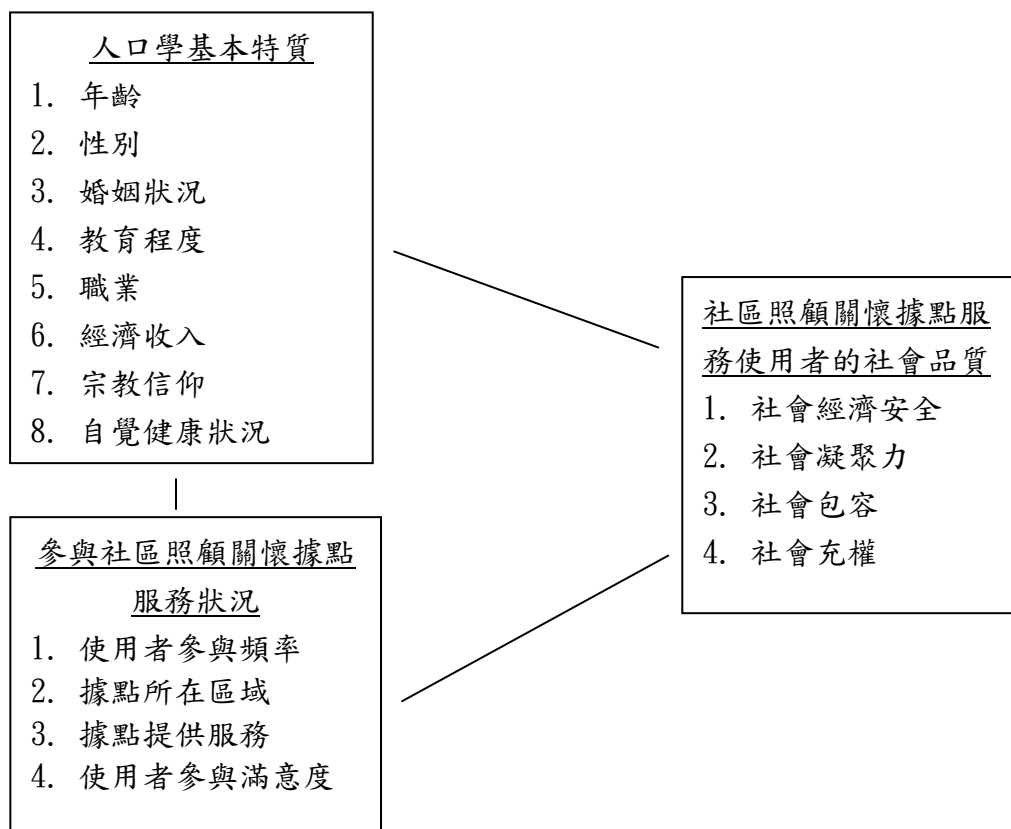 人口學基本特質
1. 年齡
2. 性別
3. 婚姻狀況
4. 教育程度
5. 職業
6. 經濟收入
7. 宗教信仰
8. 自覺健康狀況
參與社區照顧關懷據點
服務狀況
1. 使用者參與頻率
2. 據點所在區域
3. 據點提供服務
4. 使用者參與滿意度
社區照顧關懷據點服
務使用者的社會品質
1. 社會經濟安全
2. 社會凝聚力
3. 社會包容
4. 社會充權